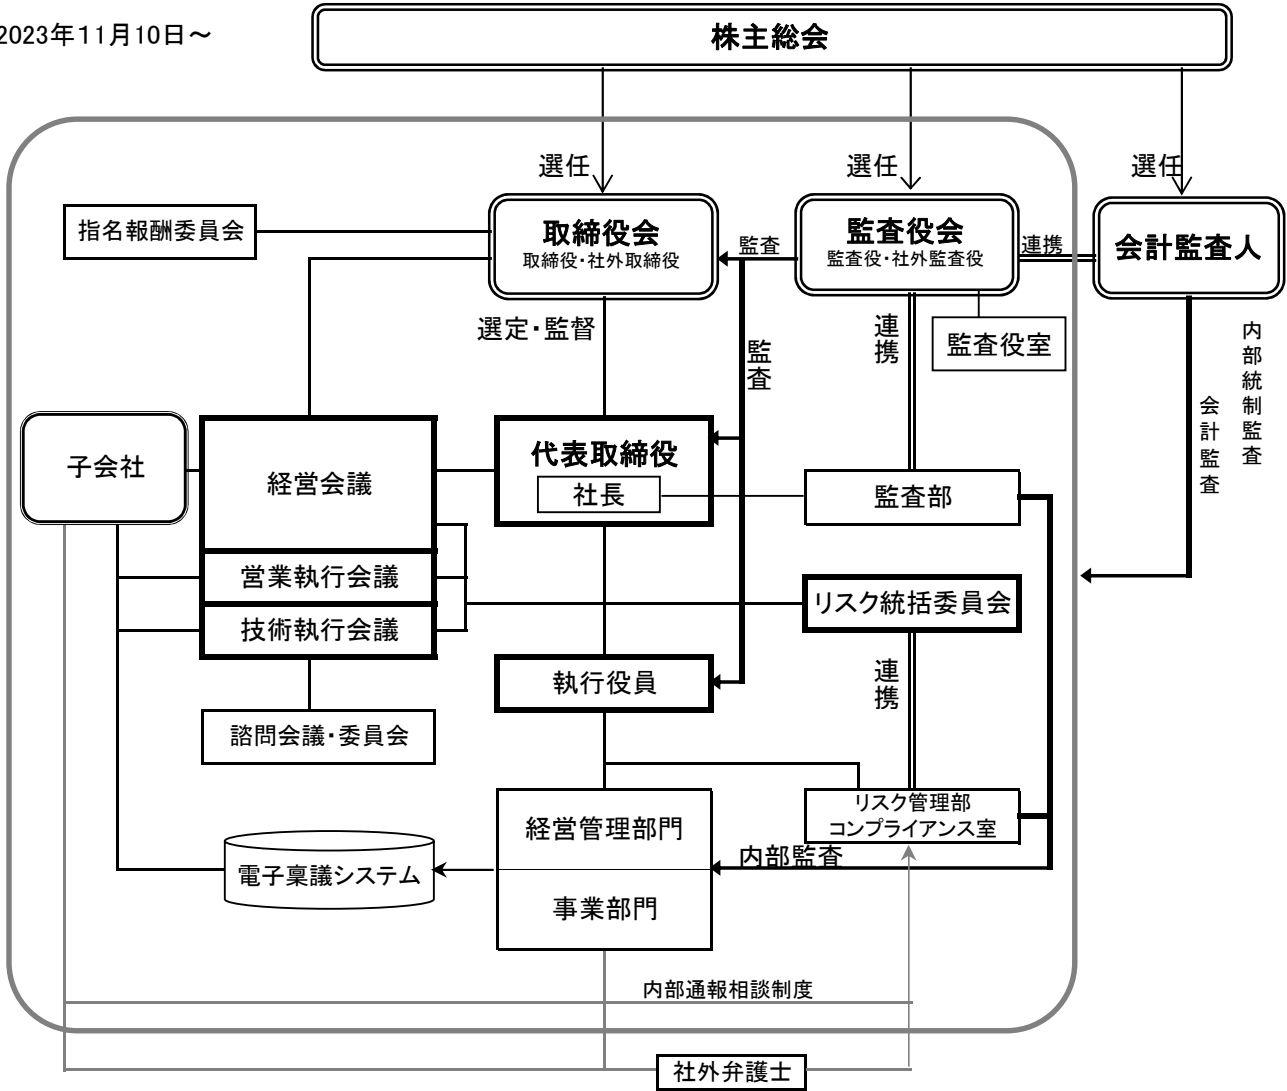 2023年11月10日～
株主総会
選任
選任
選任
指名報酬委員会
取締役会
取締役・社外取締役
監査
監査役会
監査役・社外監査役
連携
会計監査人
選定・監督
監査
連携
監査役室
内部統制監査
会計監査
子会社
経営会議
代表取締役
社長
監査部
営業執行会議
リスク統括委員会
技術執行会議
執行役員
連携
諮問会議・委員会
リスク管理部
コンプライアンス室
経営管理部門
内部監査
電子稟議システム
事業部門
内部通報相談制度
社外弁護士